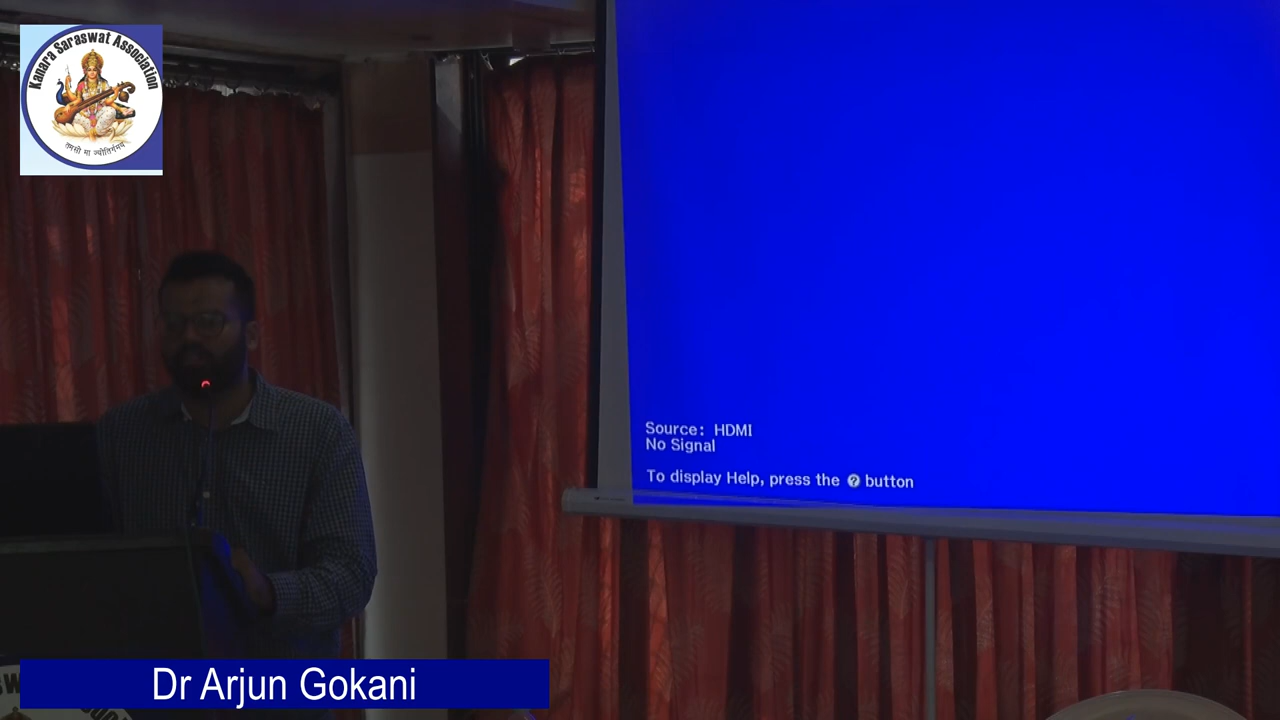 Kanara Saraswat Association
तमसो मा ज्योतिर्गमय
Source: HDMI
No Signal
To display Help, press the ? button
Dr Arjun Gokani